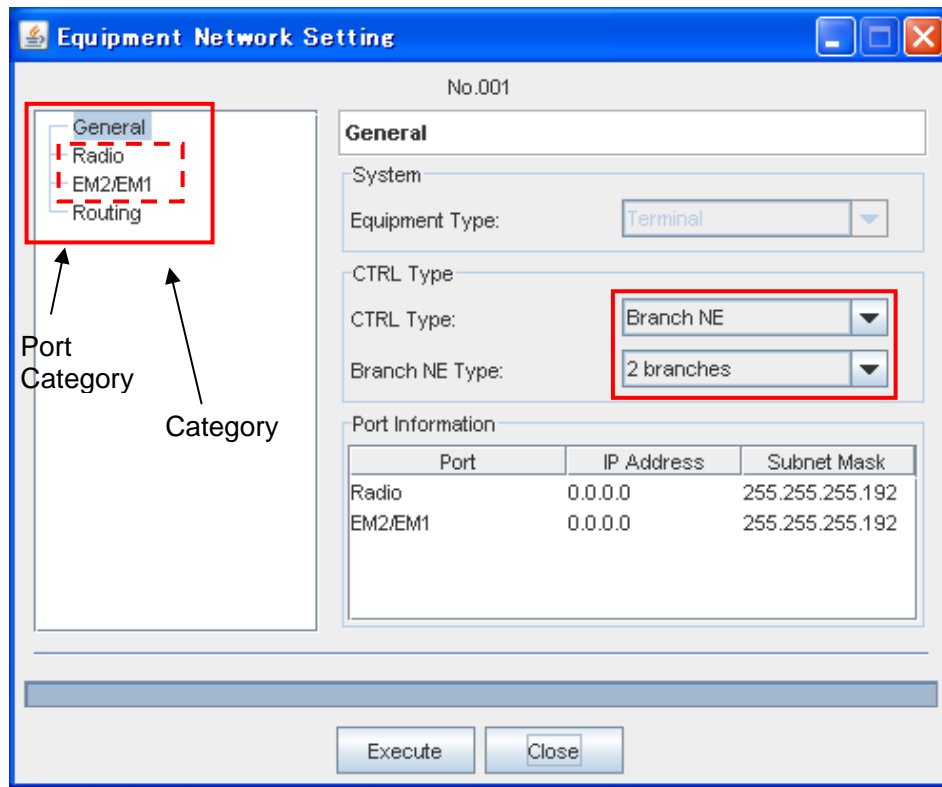 Equipment Network Setting
No.001
General
Radio
EM2/EM1
Routing
Port
Category
Category
General
System
Equipment Type: Terminal
CTRL Type
CTRL Type: Branch NE
Branch NE Type: 2 branches
Port Information
Port IP Address Subnet Mask
Radio 0.0.0.0 255.255.255.192
EM2/EM1 0.0.0.0 255.255.255.192
Execute Close